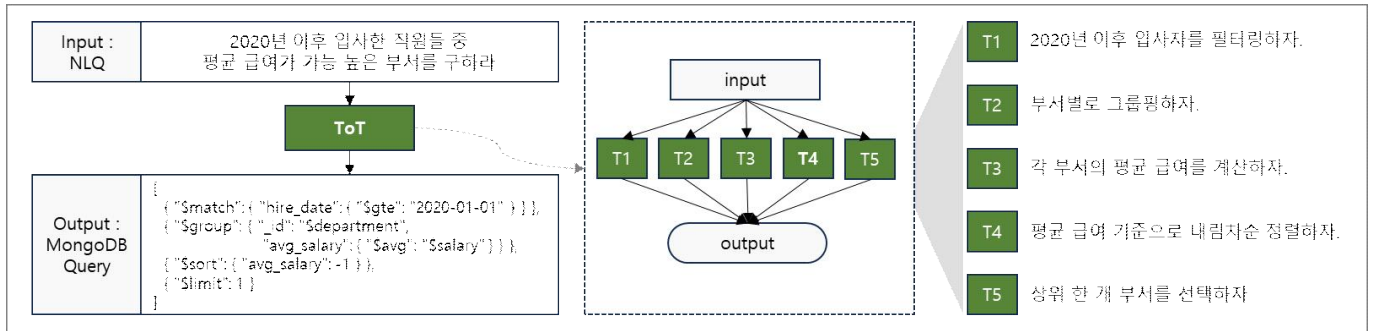 Input :
NLQ
2020년 이후 입사한 직원들 중
평균 급여가 가능 높은 부서를 구하라
ToT
Output :
MongoDB
Query
[
{ "$match": { "hire_date": { "$gte": "2020-01-01" } } },
{ "$group": { "_id": "$department",
"avg_salary": { "$avg": "$salary" } } },
{ "$sort": { "avg_salary": -1 } },
{ "$limit": 1 }
]
input
T1
T2
T3
T4
T5
output
T1 2020년 이후 입사자를 필터링하자.
T2 부서별로 그룹핑하자.
T3 각 부서의 평균 급여를 계산하자.
T4 평균 급여 기준으로 내림차순 정렬하자.
T5 상위 한 개 부서를 선택하자